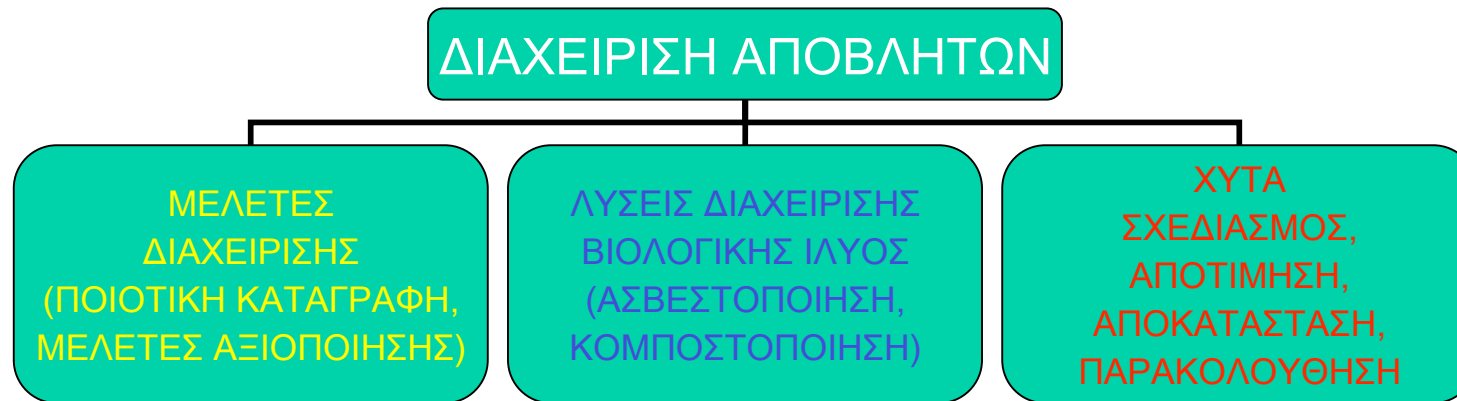 ΔΙΑΧΕΙΡΙΣΗ ΑΠΟΒΛΗΤΩΝ
ΜΕΛΕΤΕΣ
ΔΙΑΧΕΙΡΙΣΗΣ
(ΠΟΙΟΤΙΚΗ ΚΑΤΑΓΡΑΦΗ,
ΜΕΛΕΤΕΣ ΑΞΙΟΠΟΙΗΣΗΣ)
ΛΥΣΕΙΣ ΔΙΑΧΕΙΡΙΣΗΣ
ΒΙΟΛΟΓΙΚΗΣ ΙΛΥΟΣ
(ΑΣΒΕΣΤΟΠΟΙΗΣΗ,
ΚΟΜΠΟΣΤΟΠΟΙΗΣΗ)
ΧΥΤΑ
ΣΧΕΔΙΑΣΜΟΣ,
ΑΠΟΤΙΜΗΣΗ,
ΑΠΟΚΑΤΑΣΤΑΣΗ,
ΠΑΡΑΚΟΛΟΥΘΗΣΗ